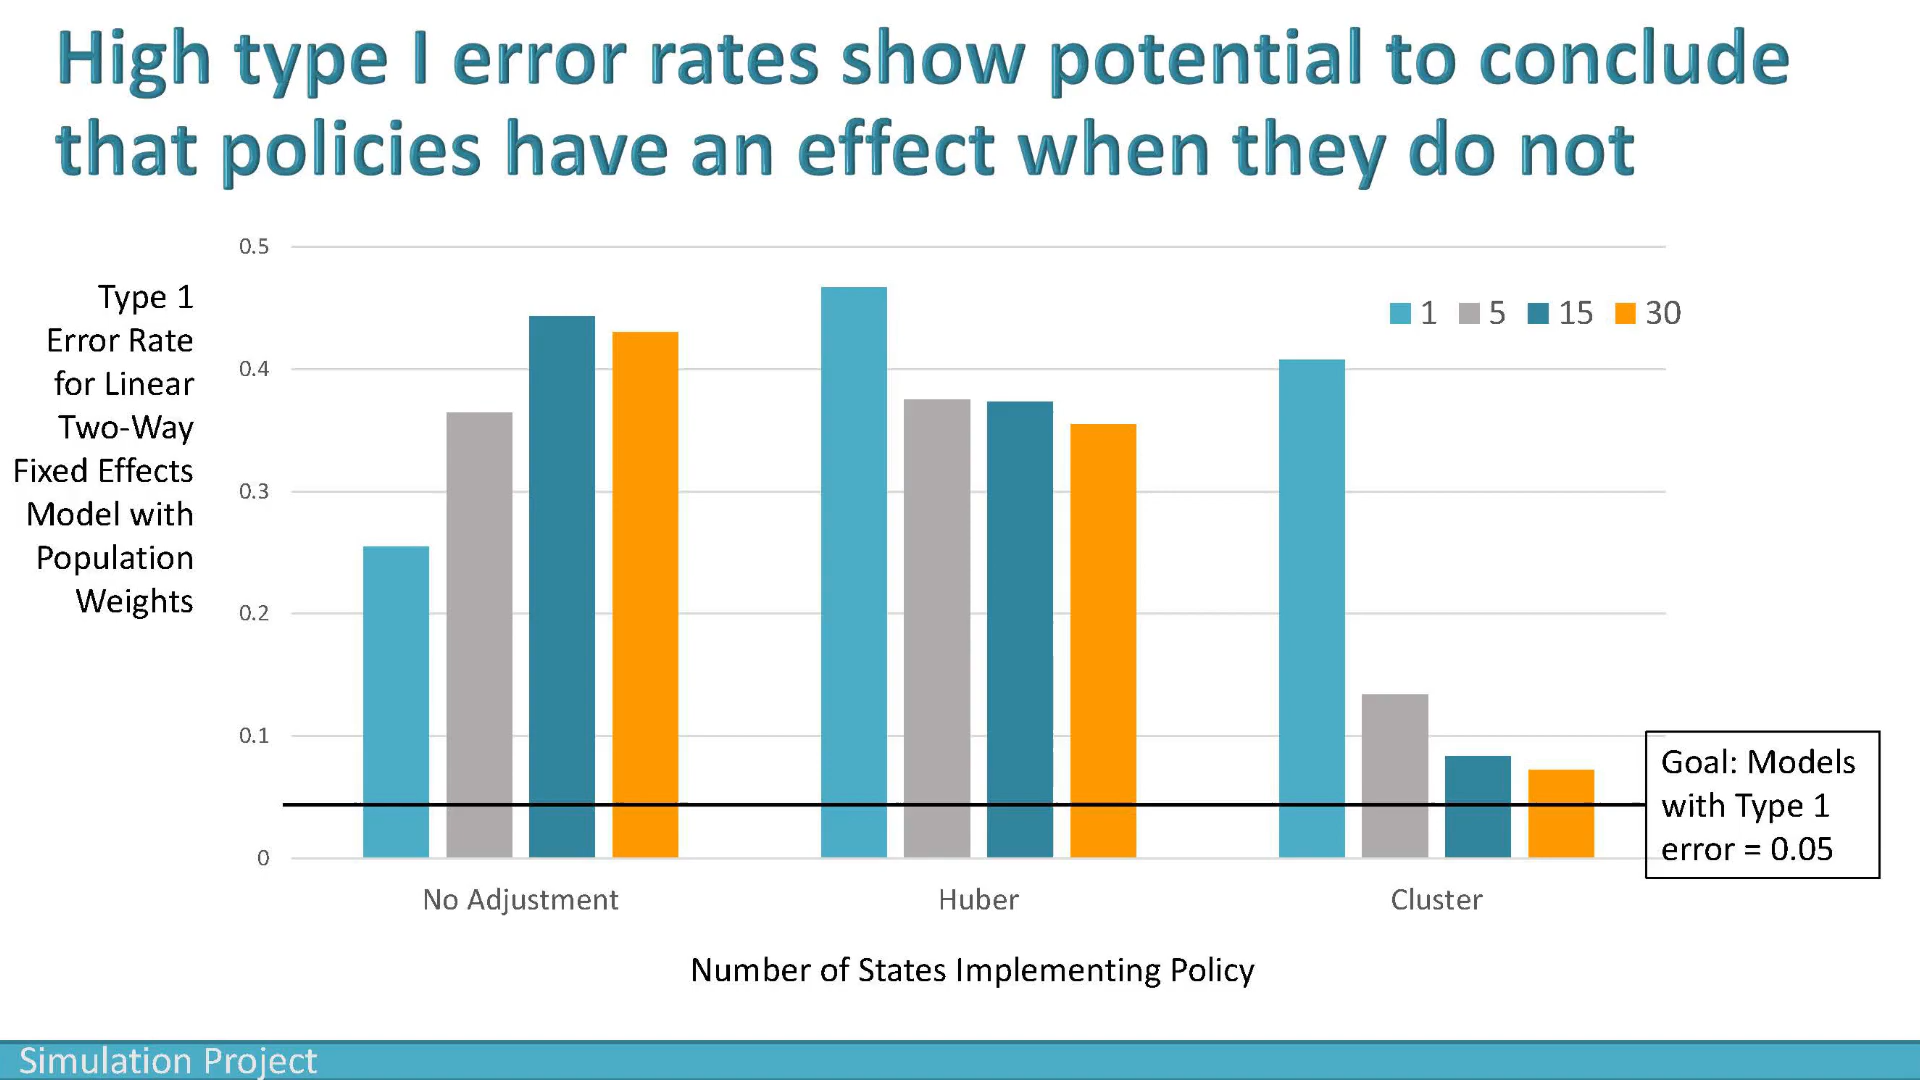 High type I error rates show potential to conclude
that policies have an effect when they do not
Type 1
Error Rate
for Linear
Two-Way
Fixed Effects
Model with
Population
Weights
0.5
0.4
0.3
0.2
0.1
0
1 5 15 30
Goal: Models
with Type 1
error = 0.05
No Adjustment
Huber
Cluster
Number of States Implementing Policy
Simulation Project